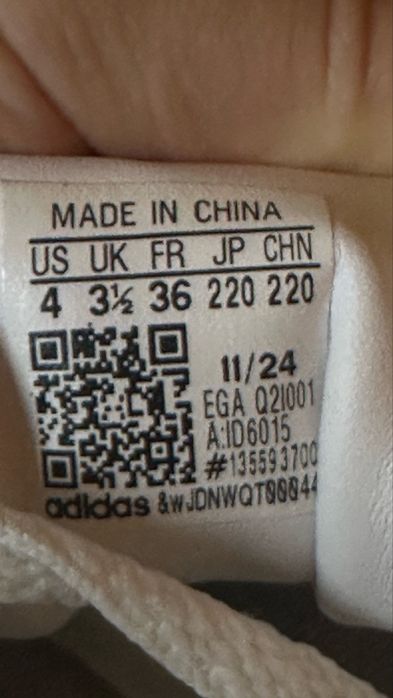 MADE IN CHINA
US UK FR JP CHN
4 3½ 36 220 220
11/24
EGA Q2I001
A:ID6015
#135593700
adidas &wJDNWQT00044